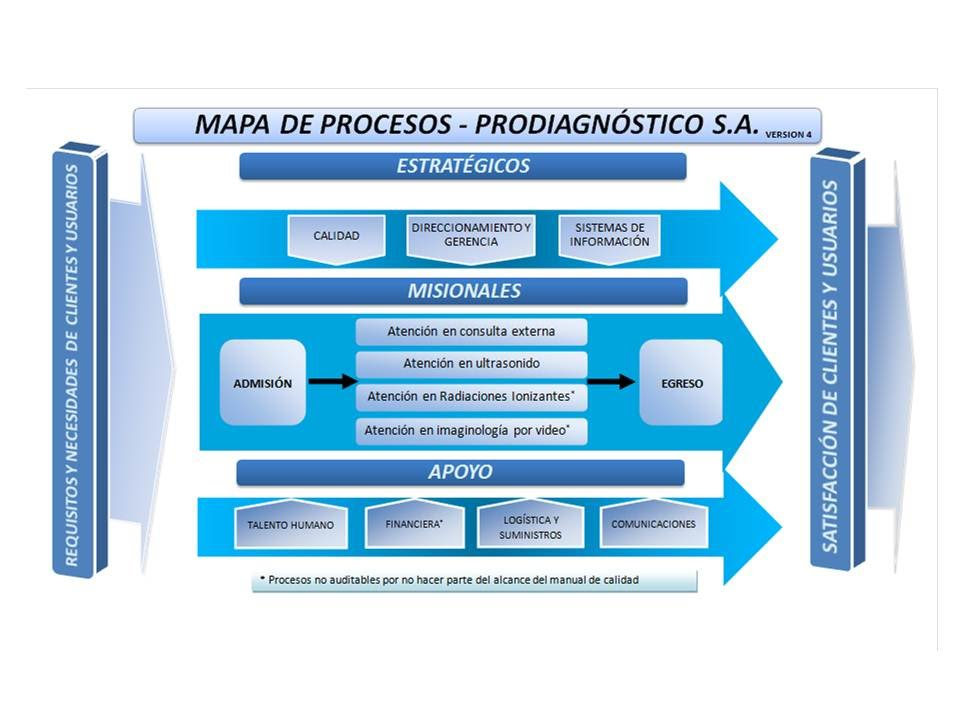 MAPA DE PROCESOS - PRODIAGNÓSTICO S.A. VERSION 4
REQUISITOS Y NECESIDADES DE CLIENTES Y USUARIOS
ESTRATÉGICOS
CALIDAD
DIRECCIONAMIENTO Y
GERENCIA
SISTEMAS DE
INFORMACIÓN
MISIONALES
ADMISIÓN
Atención en consulta externa
Atención en ultrasonido
Atención en Radiaciones Ionizantes*
Atención en imaginología por video*
EGRESO
APOYO
TALENTO HUMANO
FINANCIERA*
LOGÍSTICA Y
SUMINISTROS
COMUNICACIONES
* Procesos no auditables por no hacer parte del alcance del manual de calidad
SATISFACCIÓN DE CLIENTES Y USUARIOS